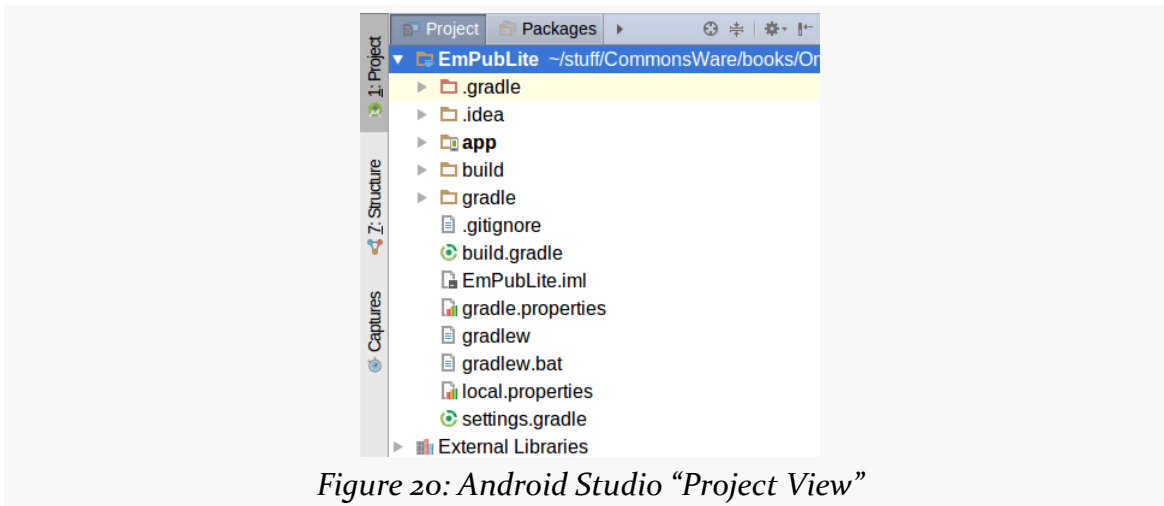 Project Packages
1: Project
7: Structure
Captures
EmPubLite ~/stuff/CommonsWare/books/Or
.gradle
.idea
app
build
gradle
.gitignore
build.gradle
EmPubLite.iml
gradle.properties
gradlew
gradlew.bat
local.properties
settings.gradle
External Libraries
Figure 20: Android Studio “Project View”